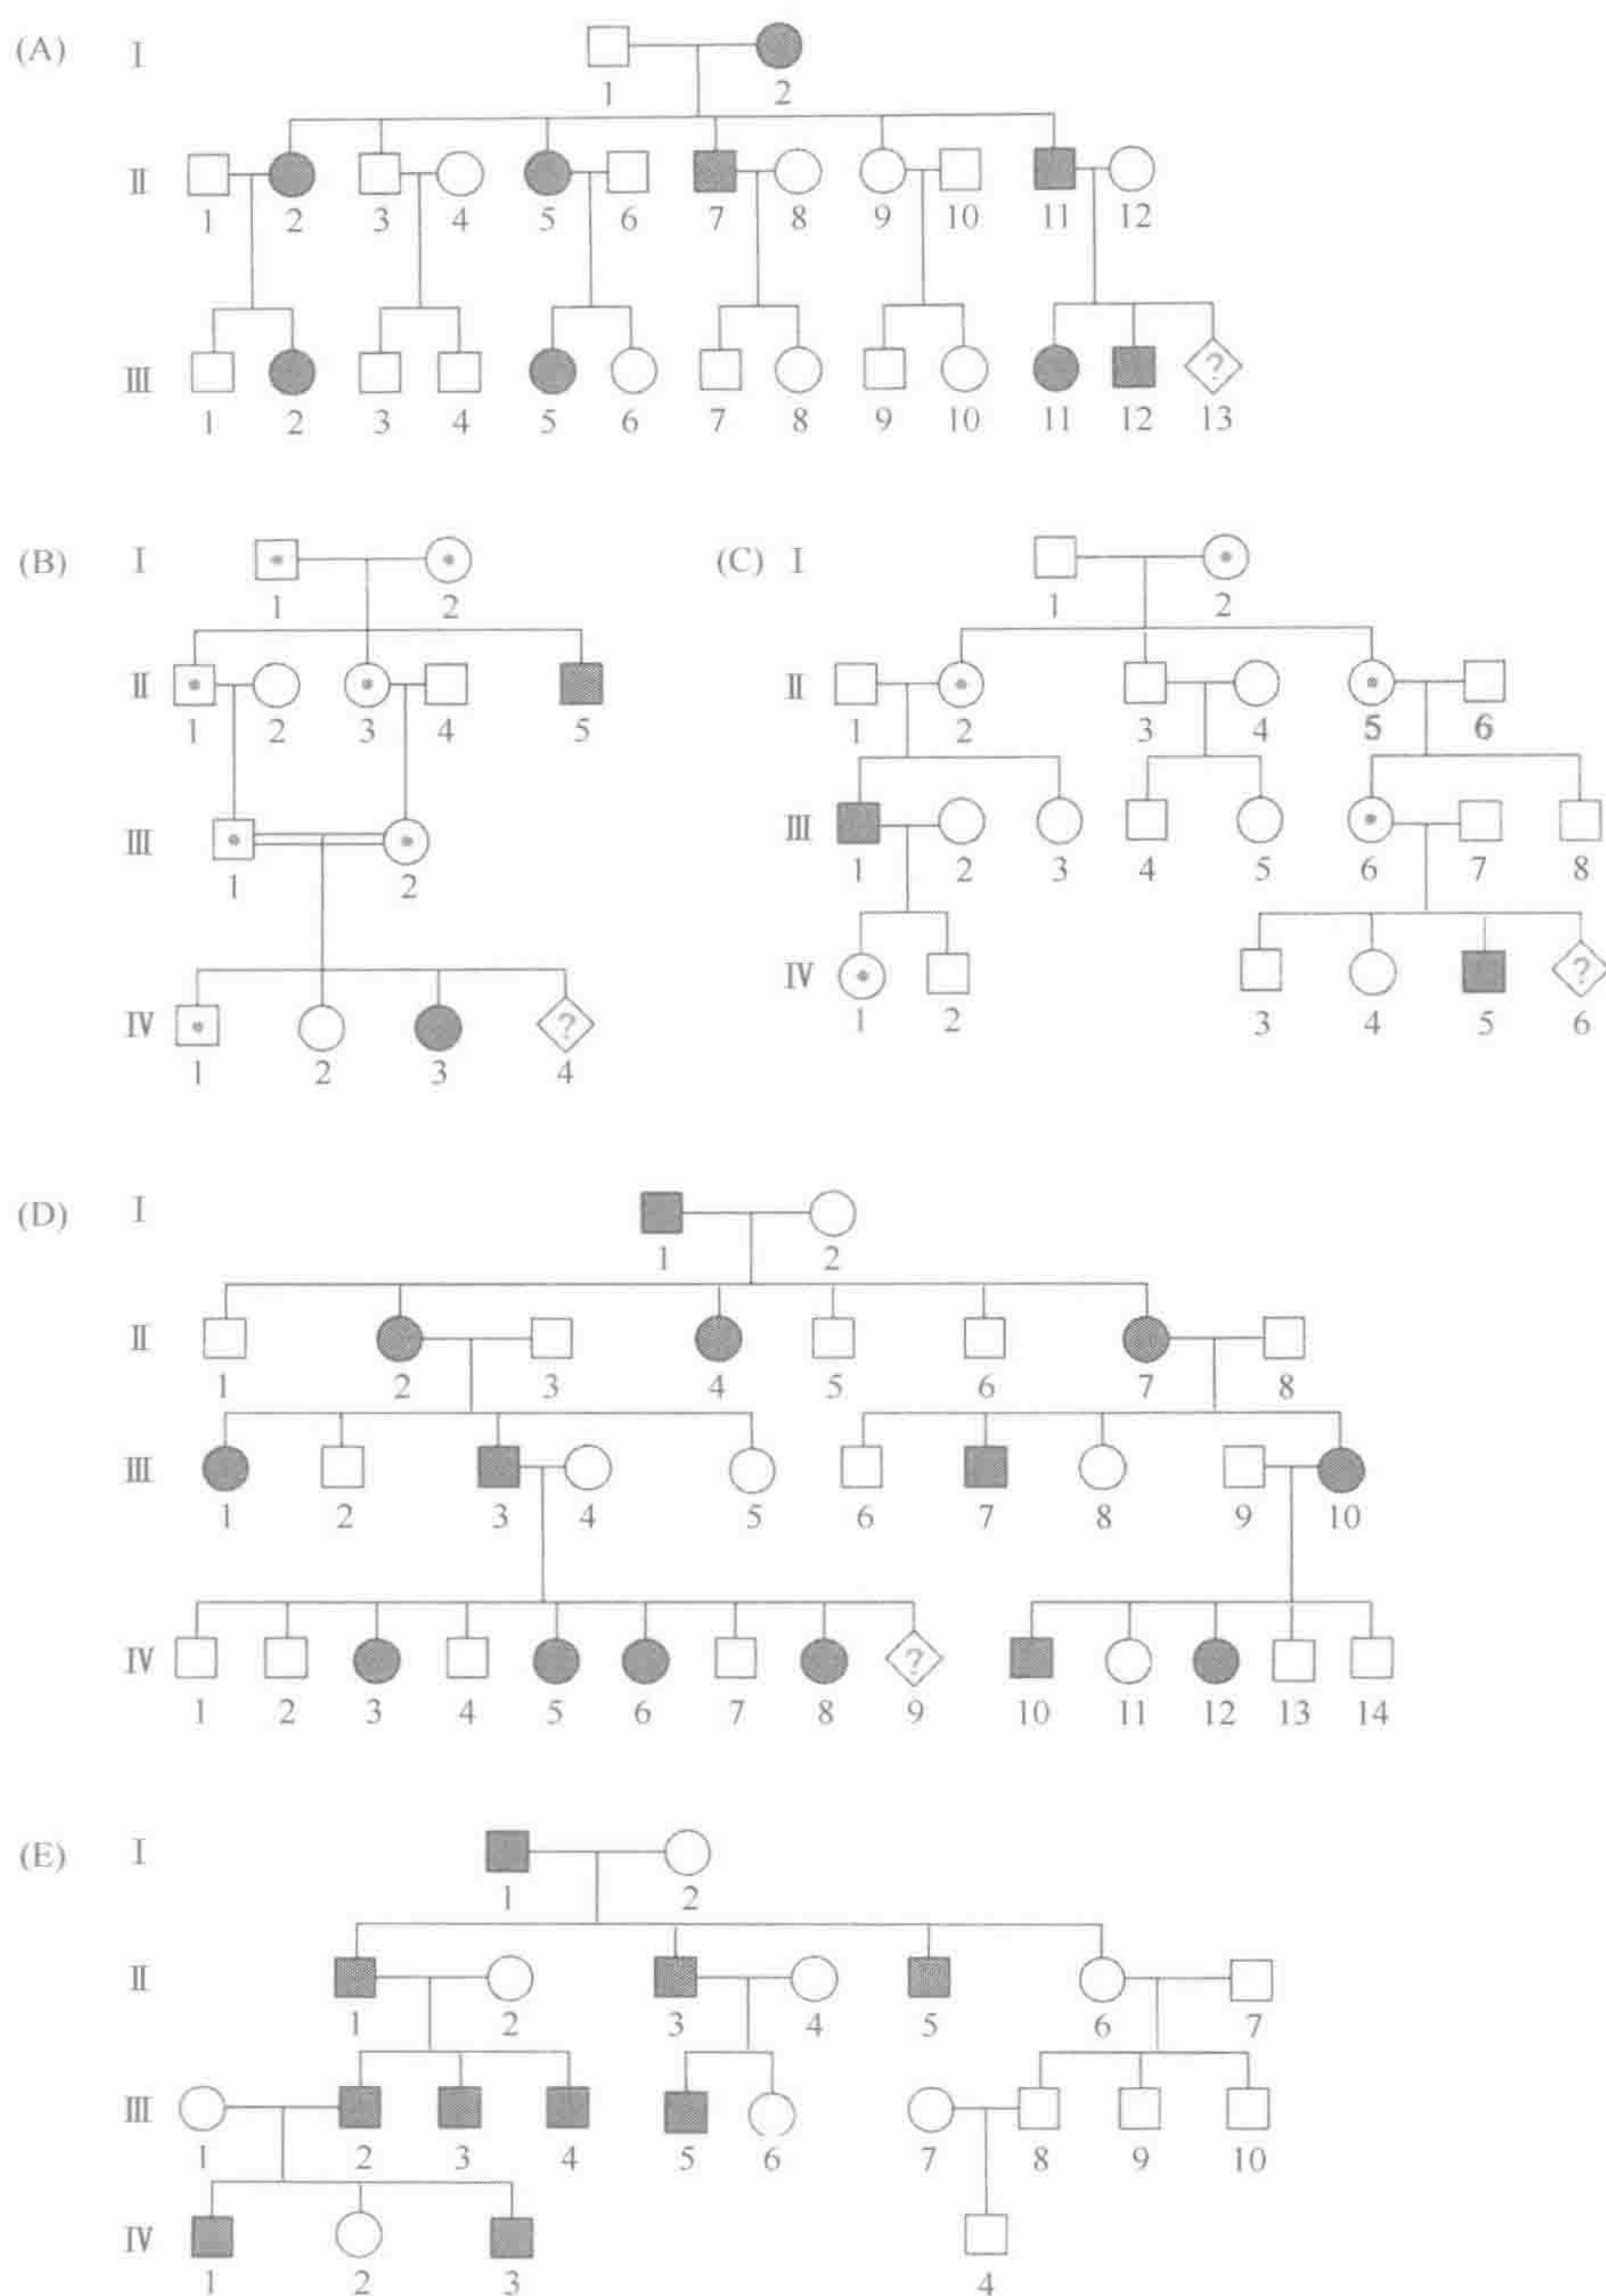 (A) I
1 2
II
1 2 3 4 5 6 7 8 9 10 11 12
III
?
1 2 3 4 5 6 7 8 9 10 11 12 13
(B) I
1 2
II
1 2 3 4 5
III
1 2
IV
?
1 2 3 4
(C) I
1 2
II
1 2 3 4 5 6
III
1 2 3 4 5 6 7 8
IV
?
1 2 3 4 5 6
(D) I
1 2
II
1 2 3 4 5 6 7 8
III
1 2 3 4 5 6 7 8 9 10
IV
?
1 2 3 4 5 6 7 8 9 10 11 12 13 14
(E) I
1 2
II
1 2 3 4 5 6 7
III
1 2 3 4 5 6 7 8 9 10
IV
1 2 3 4